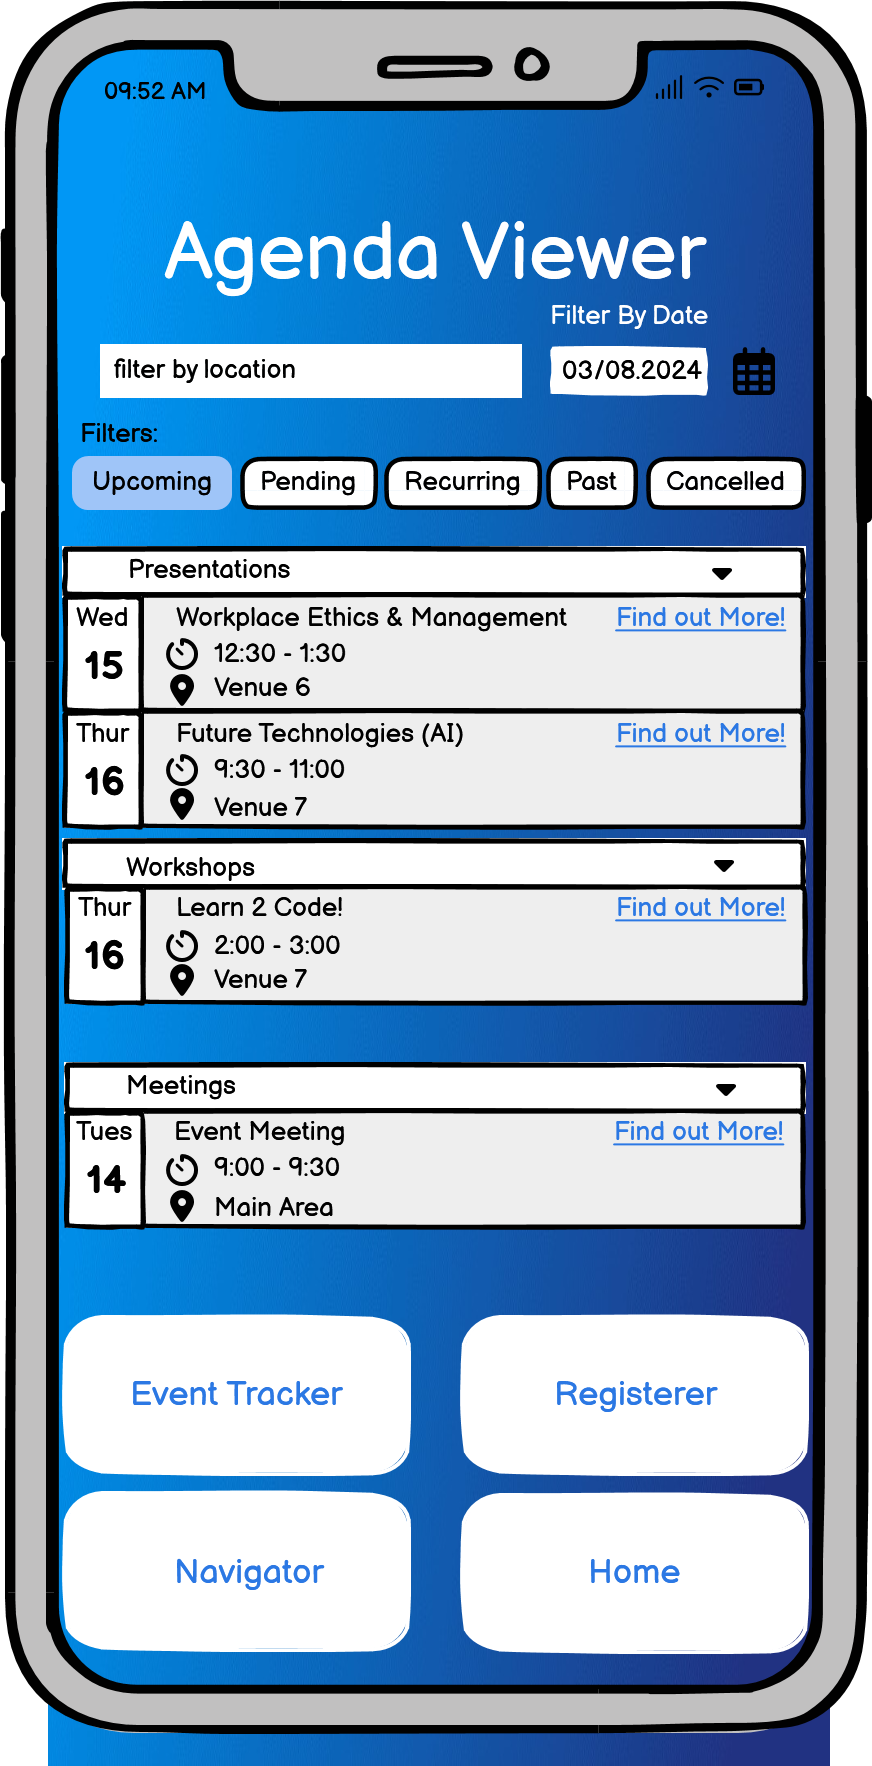 09:52 AM
Agenda Viewer
Filter By Date
filter by location
03/08.2024
Filters:
Upcoming Pending Recurring Past Cancelled
Presentations
Wed Workplace Ethics & Management Find out More!
15 12:30 - 1:30
Venue 6
Thur Future Technologies (AI) Find out More!
16 9:30 - 11:00
Venue 7
Workshops
Thur Learn 2 Code! Find out More!
16 2:00 - 3:00
Venue 7
Meetings
Tues Event Meeting Find out More!
14 9:00 - 9:30
Main Area
Event Tracker Registerer
Navigator Home